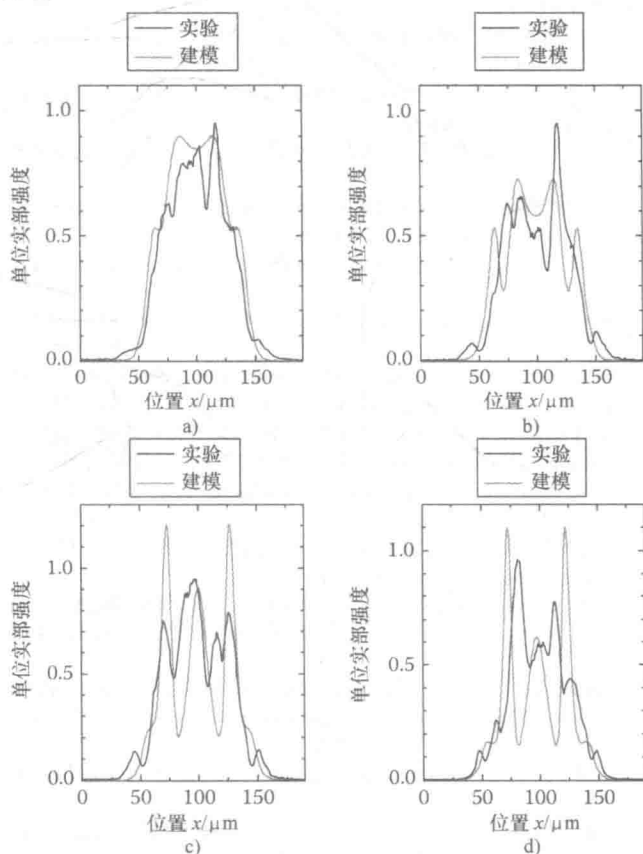 实验
建模
实验
建模
1.0
0.5
0.0
单位实部强度
0 50 100 150
位置 x/μm
a)
1.0
0.5
0.0
单位实部强度
0 50 100 150
位置 x/μm
b)
实验
建模
实验
建模
1.0
0.5
0.0
单位实部强度
0 50 100 150
位置 x/μm
c)
1.0
0.5
0.0
单位实部强度
0 50 100 150
位置 x/μm
d)